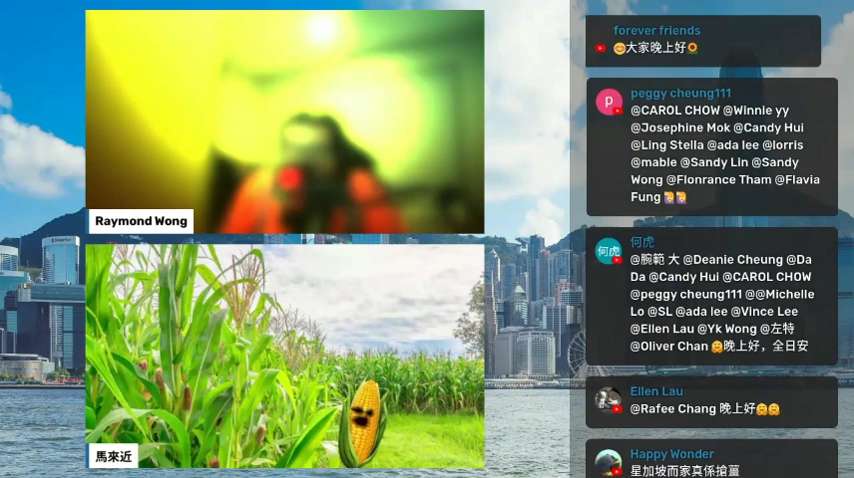 Raymond Wong
馬來近
forever friends
😊大家晚上好🌻
P
peggy cheung111
@CAROL CHOW @Winnie yy
@Josephine Mok @Candy Hui
@Ling Stella @ada lee @lorris
@mable @Sandy Lin @Sandy
Wong @Flonrance Tham @Flavia
Fung 🙋🙋
何虎
何虎
@腕範 大 @Deanie Cheung @Da
Da @Candy Hui @CAROL CHOW
@peggy cheung111 @@Michelle
Lo @SL @ada lee @Vince Lee
@Ellen Lau @Yk Wong @左特
@Oliver Chan 🤗晚上好，全日安
Ellen Lau
@Rafee Chang 晚上好🤗🤗
Happy Wonder
星加坡而家真係搶薑